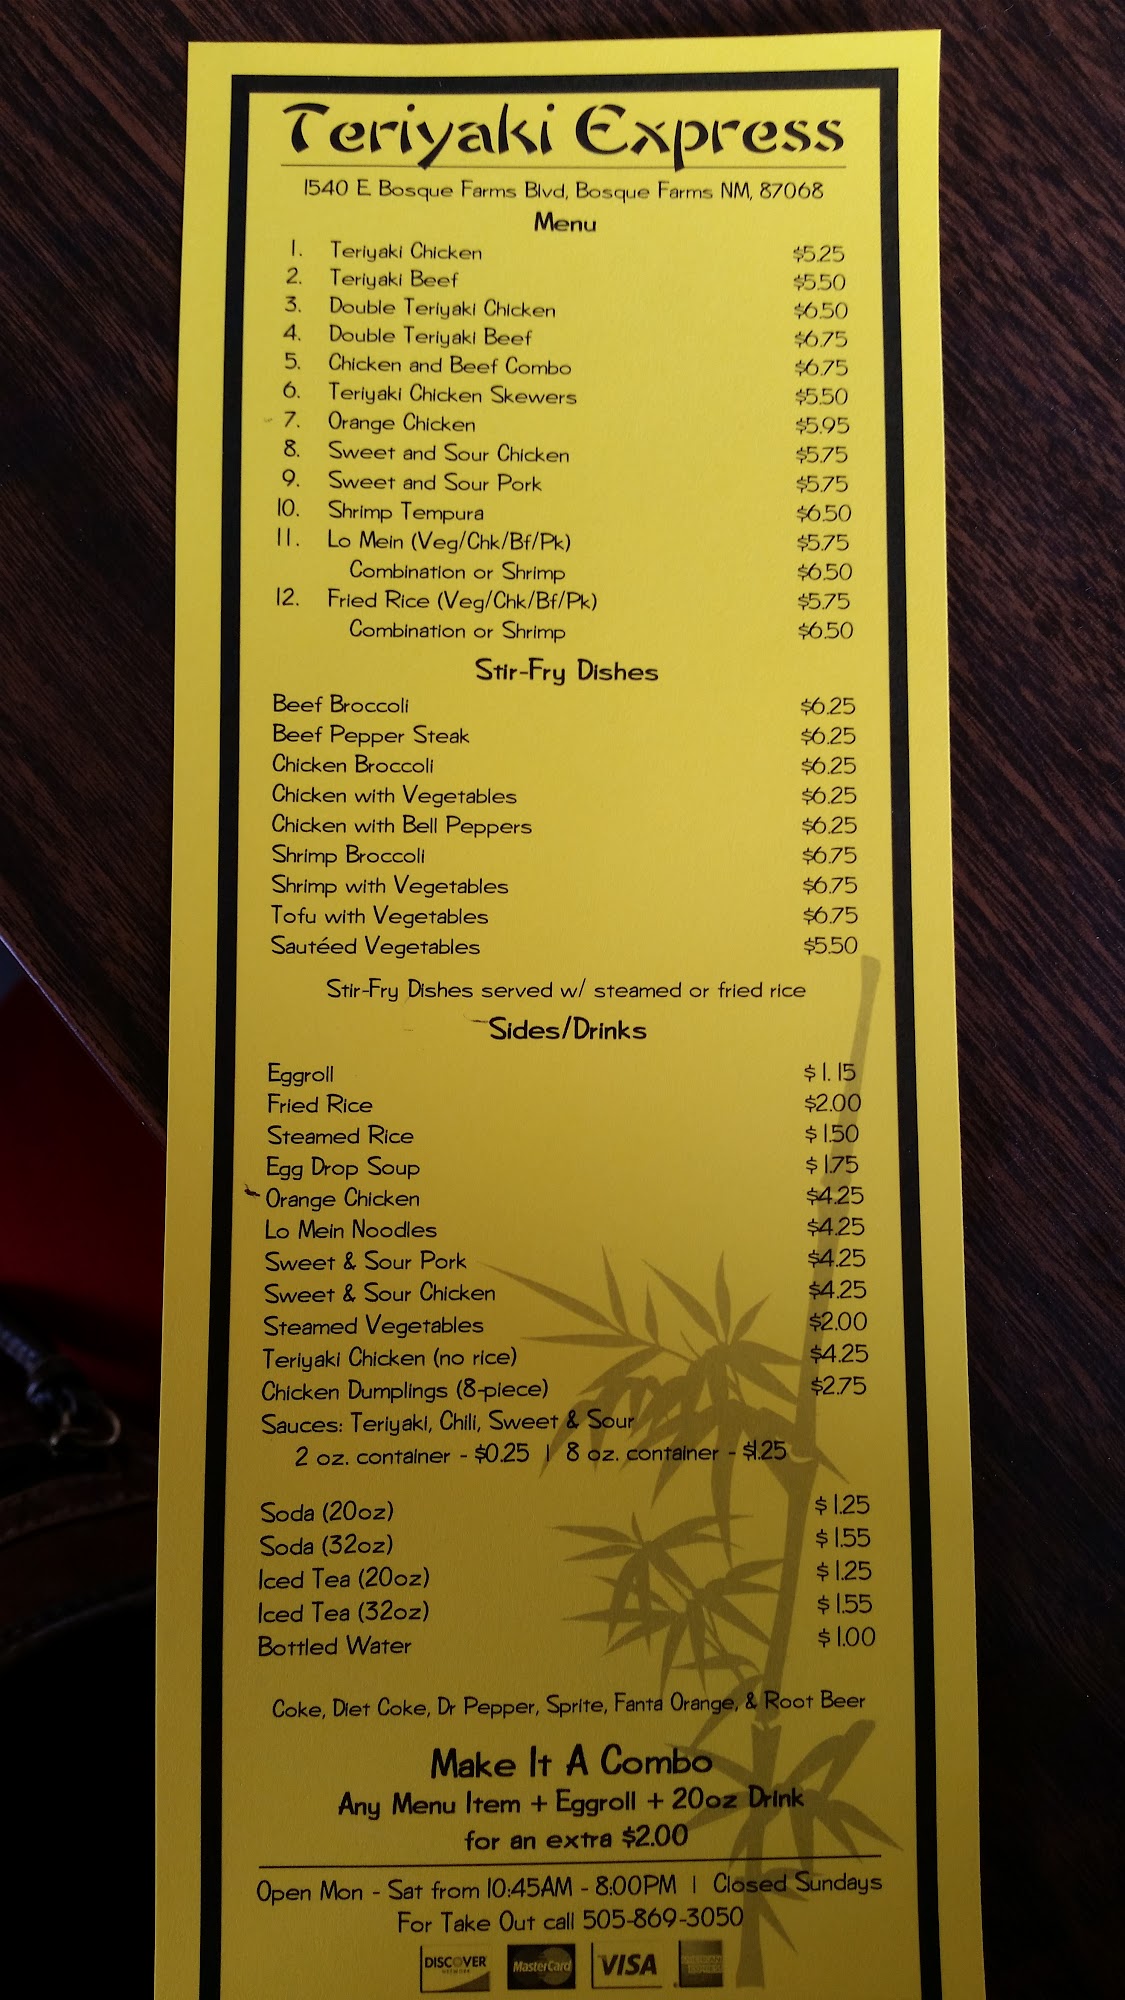 Teriyaki Express
1540 E Bosque Farms Blvd, Bosque Farms NM, 87068
Menu
1. Teriyaki Chicken $5.25
2. Teriyaki Beef $5.50
3. Double Teriyaki Chicken $6.50
4. Double Teriyaki Beef $6.75
5. Chicken and Beef Combo $6.75
6. Teriyaki Chicken Skewers $5.50
7. Orange Chicken $5.95
8. Sweet and Sour Chicken $5.75
9. Sweet and Sour Pork $5.75
10. Shrimp Tempura $6.50
11. Lo Mein (Veg/Chk/Bf/Pk) $5.75
Combination or Shrimp $6.50
12. Fried Rice (Veg/Chk/Bf/Pk) $5.75
Combination or Shrimp $6.50
Stir-Fry Dishes
Beef Broccoli $6.25
Beef Pepper Steak $6.25
Chicken Broccoli $6.25
Chicken with Vegetables $6.25
Chicken with Bell Peppers $6.25
Shrimp Broccoli $6.75
Shrimp with Vegetables $6.75
Tofu with Vegetables $6.75
Sautéed Vegetables $5.50
Stir-Fry Dishes served w/ steamed or fried rice
Sides/Drinks
Eggroll $1.15
Fried Rice $2.00
Steamed Rice $1.50
Egg Drop Soup $1.75
Orange Chicken $4.25
Lo Mein Noodles $4.25
Sweet & Sour Pork $4.25
Sweet & Sour Chicken $4.25
Steamed Vegetables $2.00
Teriyaki Chicken (no rice) $4.25
Chicken Dumplings (8-piece) $2.75
Sauces: Teriyaki, Chili, Sweet & Sour
2 oz. container - $0.25 | 8 oz. container - $1.25
Soda (20oz) $1.25
Soda (32oz) $1.55
Iced Tea (20oz) $1.25
Iced Tea (32oz) $1.55
Bottled Water $1.00
Coke, Diet Coke, Dr Pepper, Sprite, Fanta Orange, & Root Beer
Make It A Combo
Any Menu Item + Eggroll + 20oz Drink
for an extra $2.00
Open Mon - Sat from 10:45AM - 8:00PM | Closed Sundays
For Take Out call 505-869-3050
DISCOVER NETWORK MasterCard VISA AMERICAN EXPRESS